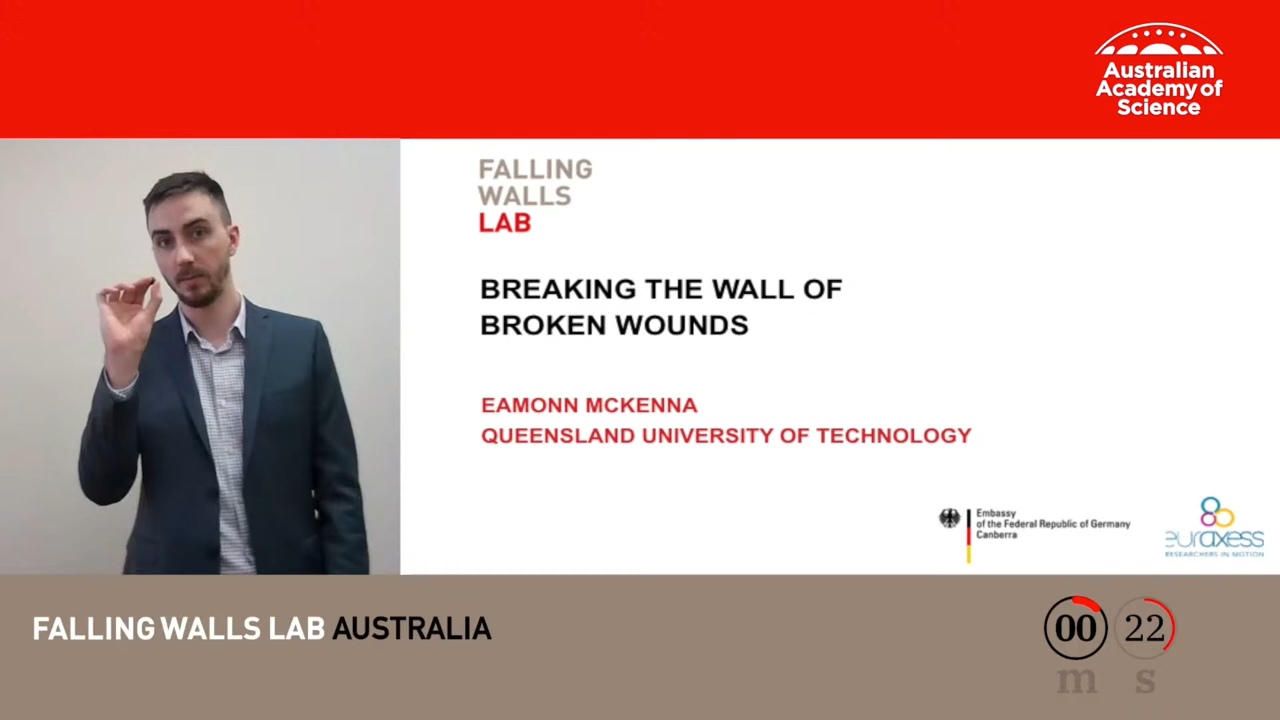 Australian
Academy of
Science
FALLING
WALLS
LAB
BREAKING THE WALL OF
BROKEN WOUNDS
EAMONN MCKENNA
QUEENSLAND UNIVERSITY OF TECHNOLOGY
Embassy
of the Federal Republic of Germany
Canberra
euraxess
RESEARCHERS IN MOTION
FALLING WALLS LAB AUSTRALIA
00 22
m s